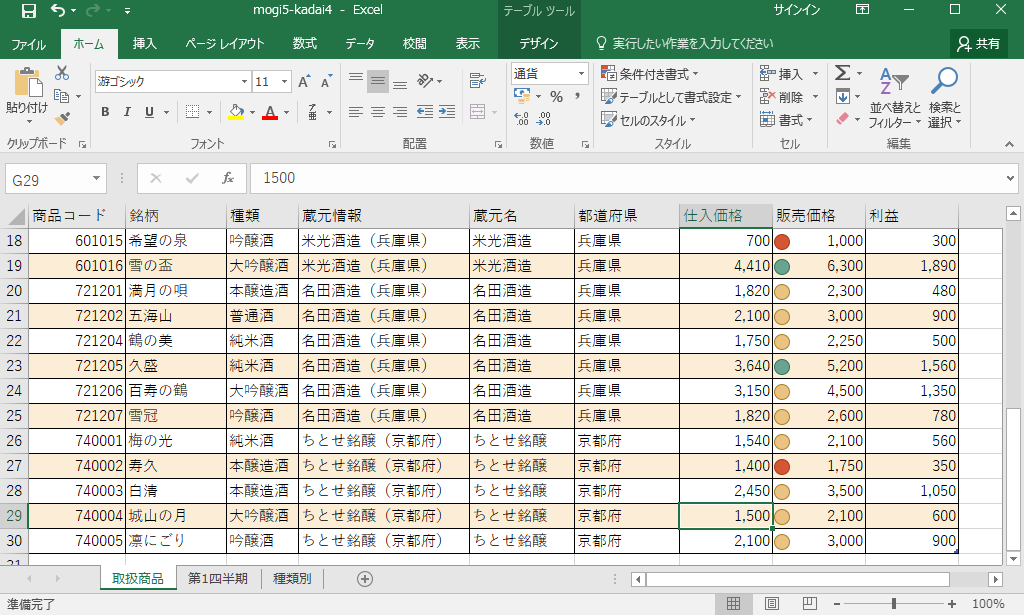 mogi5-kadai4 - Excel
テーブル ツール
サインイン
ファイル ホーム 挿入 ページ レイアウト 数式 データ 校閲 表示 デザイン 実行したい作業を入力してください 共有
貼り付け
游ゴシック 11 A A
B I U A 亜
通貨
% ,
条件付き書式
テーブルとして書式設定
セルのスタイル
挿入
削除
書式
Σ
並べ替えと
フィルター
検索と
選択
クリップボード フォント 配置 数値 スタイル セル 編集
G29 fx 1500
商品コード 銘柄 種類 蔵元情報 蔵元名 都道府県 仕入価格 販売価格 利益
18 601015 希望の泉 吟醸酒 米光酒造（兵庫県） 米光酒造 兵庫県 700 1,000 300
19 601016 雪の盃 大吟醸酒 米光酒造（兵庫県） 米光酒造 兵庫県 4,410 6,300 1,890
20 721201 満月の唄 本醸造酒 名田酒造（兵庫県） 名田酒造 兵庫県 1,820 2,300 480
21 721202 五海山 普通酒 名田酒造（兵庫県） 名田酒造 兵庫県 2,100 3,000 900
22 721204 鶴の美 純米酒 名田酒造（兵庫県） 名田酒造 兵庫県 1,750 2,250 500
23 721205 久盛 純米酒 名田酒造（兵庫県） 名田酒造 兵庫県 3,640 5,200 1,560
24 721206 百寿の鶴 大吟醸酒 名田酒造（兵庫県） 名田酒造 兵庫県 3,150 4,500 1,350
25 721207 雪冠 吟醸酒 名田酒造（兵庫県） 名田酒造 兵庫県 1,820 2,600 780
26 740001 梅の光 純米酒 ちとせ銘醸（京都府） ちとせ銘醸 京都府 1,540 2,100 560
27 740002 寿久 本醸造酒 ちとせ銘醸（京都府） ちとせ銘醸 京都府 1,400 1,750 350
28 740003 白清 本醸造酒 ちとせ銘醸（京都府） ちとせ銘醸 京都府 2,450 3,500 1,050
29 740004 城山の月 大吟醸酒 ちとせ銘醸（京都府） ちとせ銘醸 京都府 1,500 2,100 600
30 740005 凛にごり 吟醸酒 ちとせ銘醸（京都府） ちとせ銘醸 京都府 2,100 3,000 900
取扱商品 第1四半期 種類別
準備完了 100%